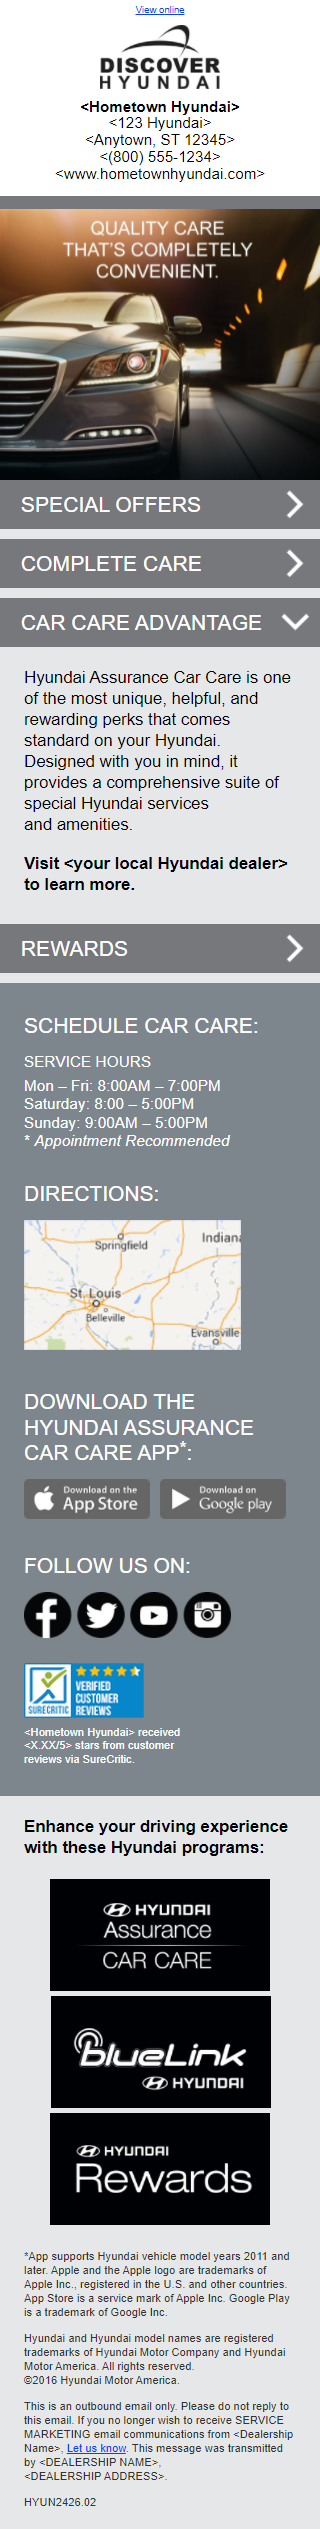 View online
DISCOVER
HYUNDAI
<Hometown Hyundai>
<123 Hyundai>
<Anytown, ST 12345>
<(800) 555-1234>
<www.hometownhyundai.com>
QUALITY CARE
THAT'S COMPLETELY
CONVENIENT.
SPECIAL OFFERS
COMPLETE CARE
CAR CARE ADVANTAGE
Hyundai Assurance Car Care is one
of the most unique, helpful, and
rewarding perks that comes
standard on your Hyundai.
Designed with you in mind, it
provides a comprehensive suite of
special Hyundai services
and amenities.
Visit <your local Hyundai dealer>
to learn more.
REWARDS
SCHEDULE CAR CARE:
SERVICE HOURS
Mon – Fri: 8:00AM – 7:00PM
Saturday: 8:00 – 5:00PM
Sunday: 9:00AM – 5:00PM
* Appointment Recommended
DIRECTIONS:
Springfield
Indiana
St. Louis
Belleville
Evansville
DOWNLOAD THE
HYUNDAI ASSURANCE
CAR CARE APP*:
Download on the
App Store
Download on
Google play
FOLLOW US ON:
SURECRITIC
VERIFIED
CUSTOMER
REVIEWS
<Hometown Hyundai> received
<X.XX/5> stars from customer
reviews via SureCritic.
Enhance your driving experience
with these Hyundai programs:
HYUNDAI
Assurance
CAR CARE
blueLink
HYUNDAI
HYUNDAI
Rewards
*App supports Hyundai vehicle model years 2011 and
later. Apple and the Apple logo are trademarks of
Apple Inc., registered in the U.S. and other countries.
App Store is a service mark of Apple Inc. Google Play
is a trademark of Google Inc.
Hyundai and Hyundai model names are registered
trademarks of Hyundai Motor Company and Hyundai
Motor America. All rights reserved.
©2016 Hyundai Motor America.
This is an outbound email only. Please do not reply to
this email. If you no longer wish to receive SERVICE
MARKETING email communications from <Dealership
Name>, Let us know. This message was transmitted
by <DEALERSHIP NAME>,
<DEALERSHIP ADDRESS>.
HYUN2426.02